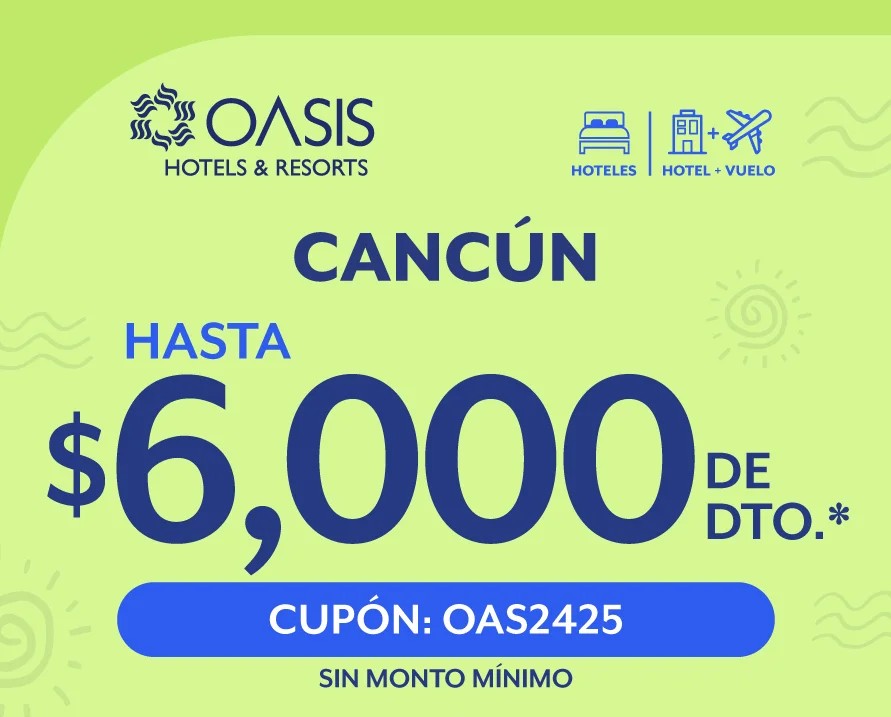 OASIS
HOTELS & RESORTS
HOTELES
HOTEL + VUELO
CANCÚN
HASTA
$6,000 DE DTO.*
CUPÓN: OAS2425
SIN MONTO MÍNIMO